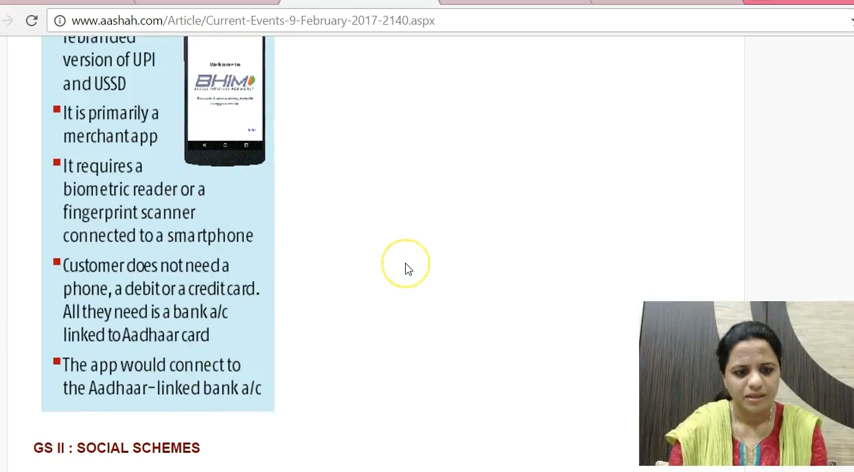 www.aashah.com/Article/Current-Events-9-February-2017-2140.aspx
rebranded
version of UPI
and USSD
Welcome to
BHIM
It is primarily a
merchant app
It requires a
biometric reader or a
fingerprint scanner
connected to a smartphone
Customer does not need a
phone, a debit or a credit card.
All they need is a bank a/c
linked to Aadhaar card
The app would connect to
the Aadhaar-linked bank a/c
GS II : SOCIAL SCHEMES